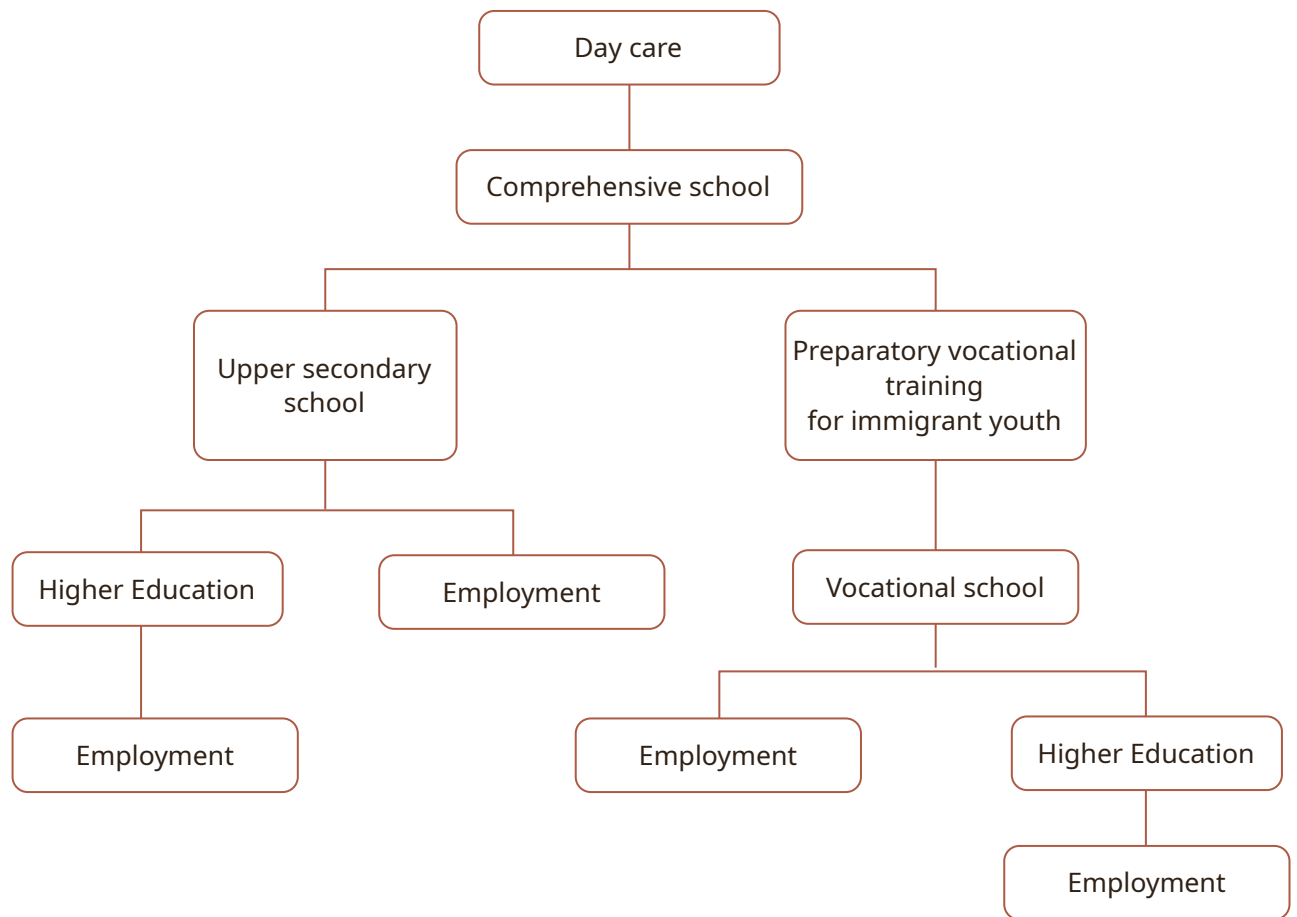 Day care
Comprehensive school
Upper secondary
school
Preparatory vocational
training
for immigrant youth
Higher Education
Employment
Vocational school
Employment
Employment
Higher Education
Employment